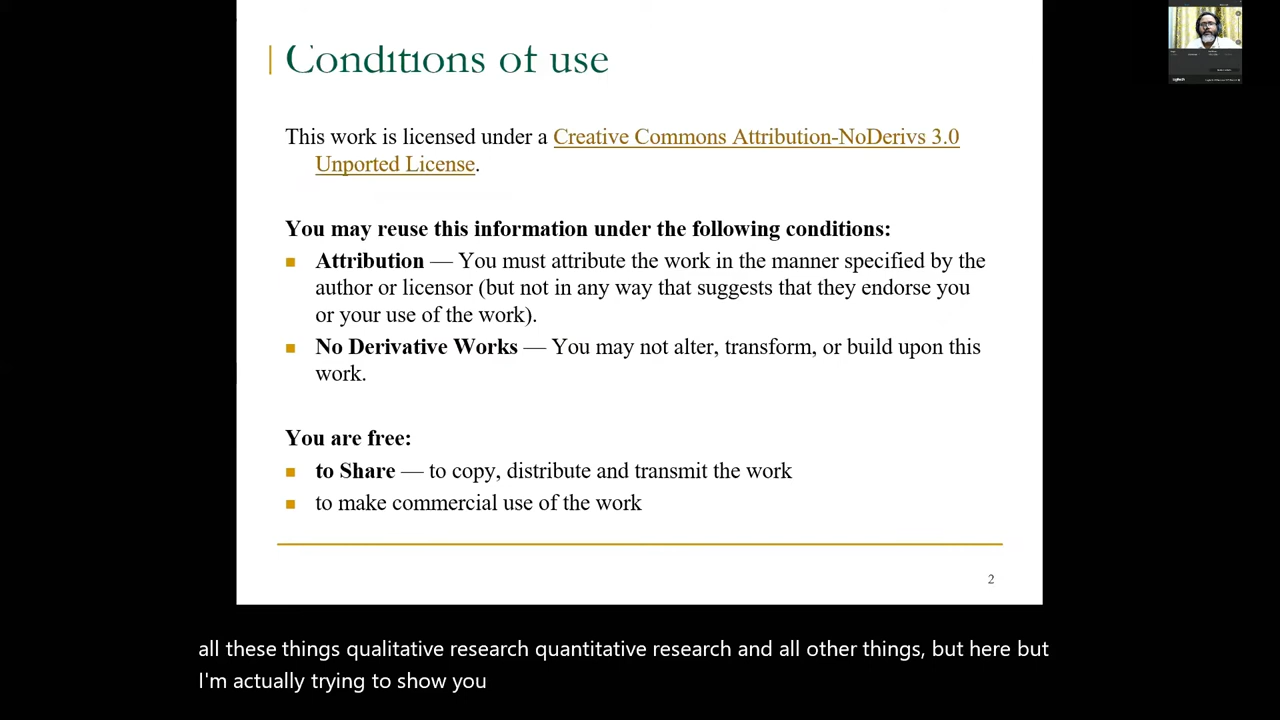 Conditions of use
This work is licensed under a Creative Commons Attribution-NoDerivs 3.0
Unported License.
You may reuse this information under the following conditions:
■ Attribution — You must attribute the work in the manner specified by the
author or licensor (but not in any way that suggests that they endorse you
or your use of the work).
■ No Derivative Works — You may not alter, transform, or build upon this
work.
You are free:
■ to Share — to copy, distribute and transmit the work
■ to make commercial use of the work
2
all these things qualitative research quantitative research and all other things, but here but
I'm actually trying to show you